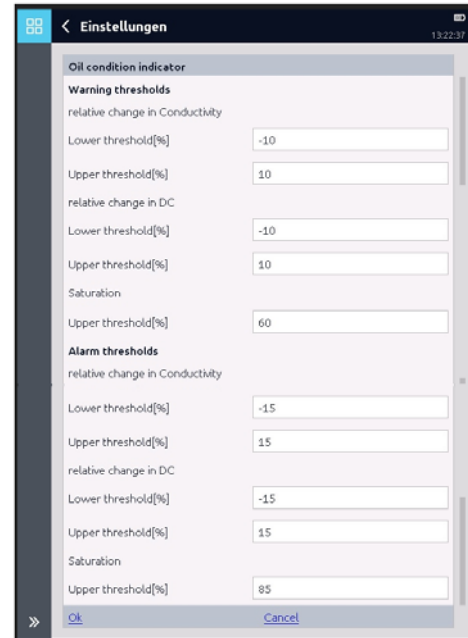 Einstellungen
13:22:37
Oil condition indicator
Warning thresholds
relative change in Conductivity
Lower threshold[%] -10
Upper threshold[%] 10
relative change in DC
Lower threshold[%] -10
Upper threshold[%] 10
Saturation
Upper threshold[%] 60
Alarm thresholds
relative change in Conductivity
Lower threshold[%] -15
Upper threshold[%] 15
relative change in DC
Lower threshold[%] -15
Upper threshold[%] 15
Saturation
Upper threshold[%] 85
Ok Cancel